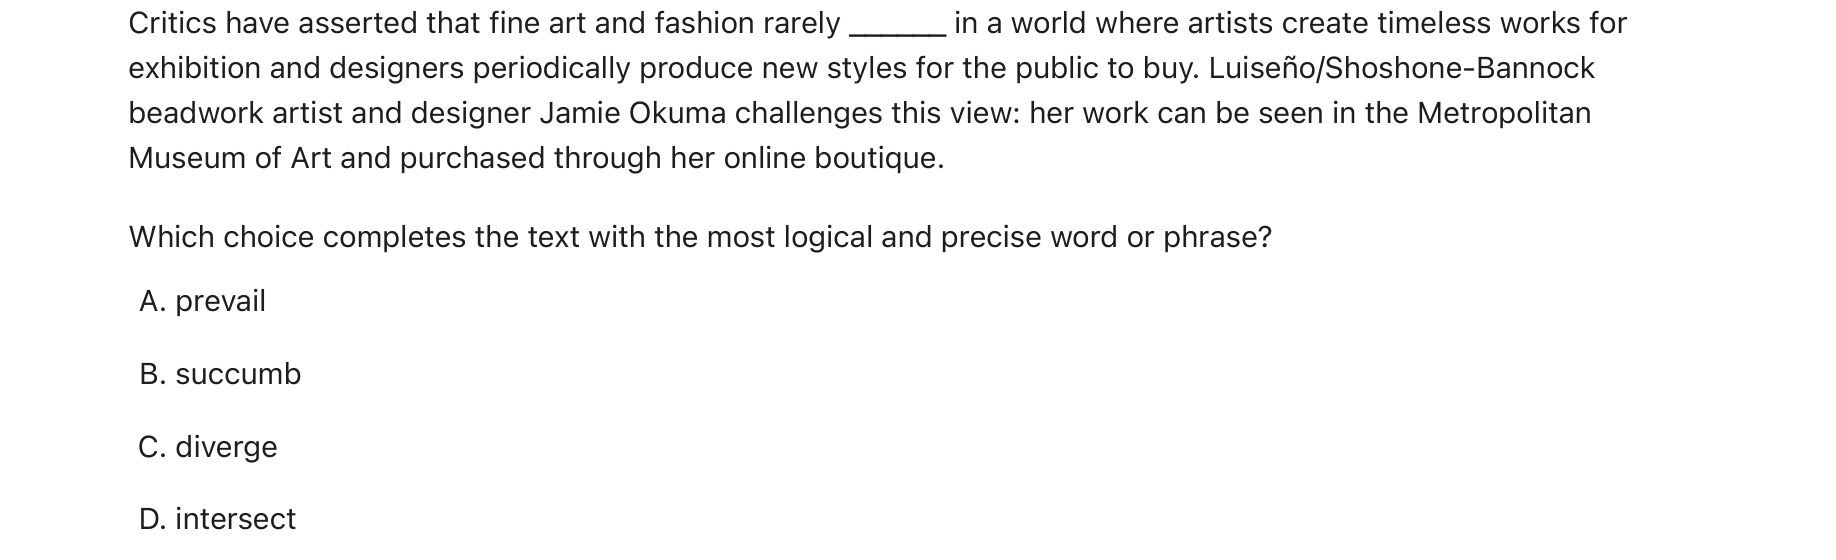 Critics have asserted that fine art and fashion rarely ______ in a world where artists create timeless works for
exhibition and designers periodically produce new styles for the public to buy. Luiseño/Shoshone-Bannock
beadwork artist and designer Jamie Okuma challenges this view: her work can be seen in the Metropolitan
Museum of Art and purchased through her online boutique.
Which choice completes the text with the most logical and precise word or phrase?
A. prevail
B. succumb
C. diverge
D. intersect